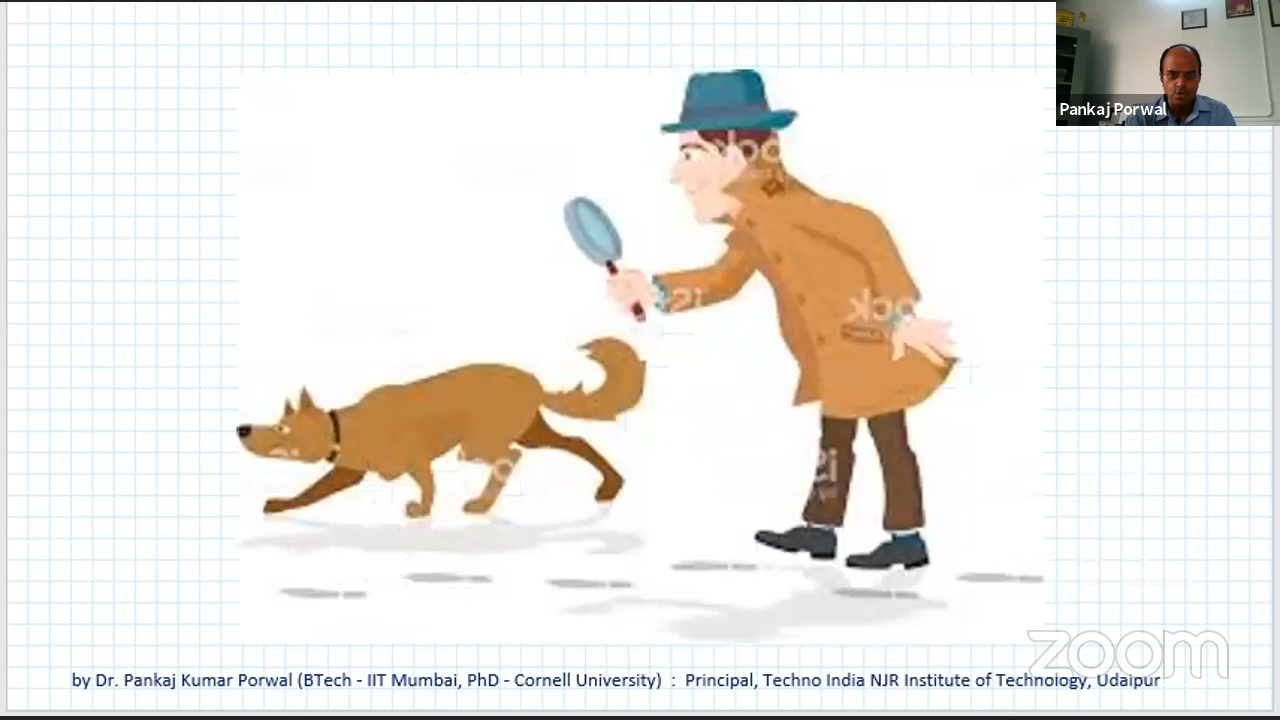 Pankaj Porwal
zoom
by Dr. Pankaj Kumar Porwal (BTech - IIT Mumbai, PhD - Cornell University) : Principal, Techno India NJR Institute of Technology, Udaipur